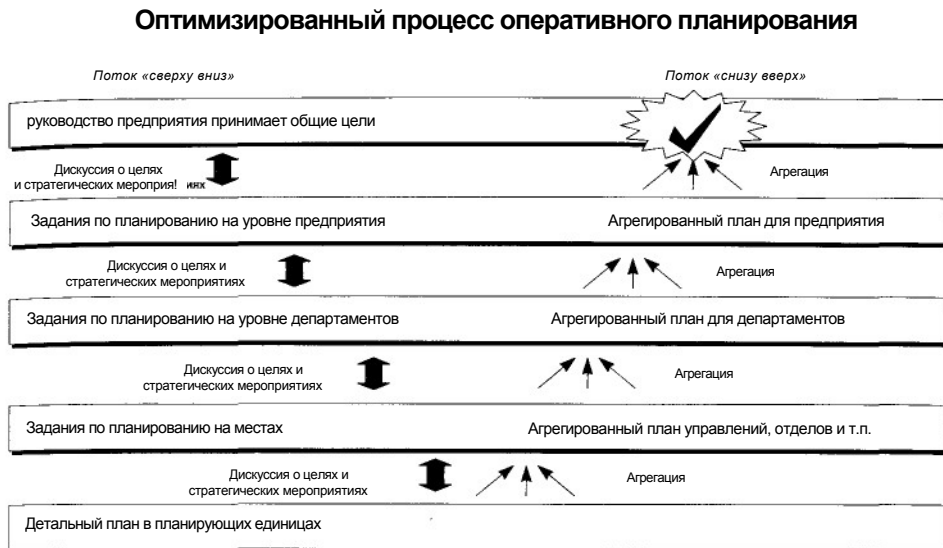 Оптимизированный процесс оперативного планирования
Поток «сверху вниз»
Поток «снизу вверх»
руководство предприятия принимает общие цели
Дискуссия о целях
и стратегических мероприя! иях
Агрегация
Задания по планированию на уровне предприятия
Агрегированный план для предприятия
Дискуссия о целях и
стратегических мероприятиях
Агрегация
Задания по планированию на уровне департаментов
Агрегированный план для департаментов
Дискуссия о целях и
стратегических мероприятиях
Агрегация
Задания по планированию на местах
Агрегированный план управлений, отделов и т.п.
Дискуссия о целях и
стратегических мероприятиях
Агрегация
Детальный план в планирующих единицах